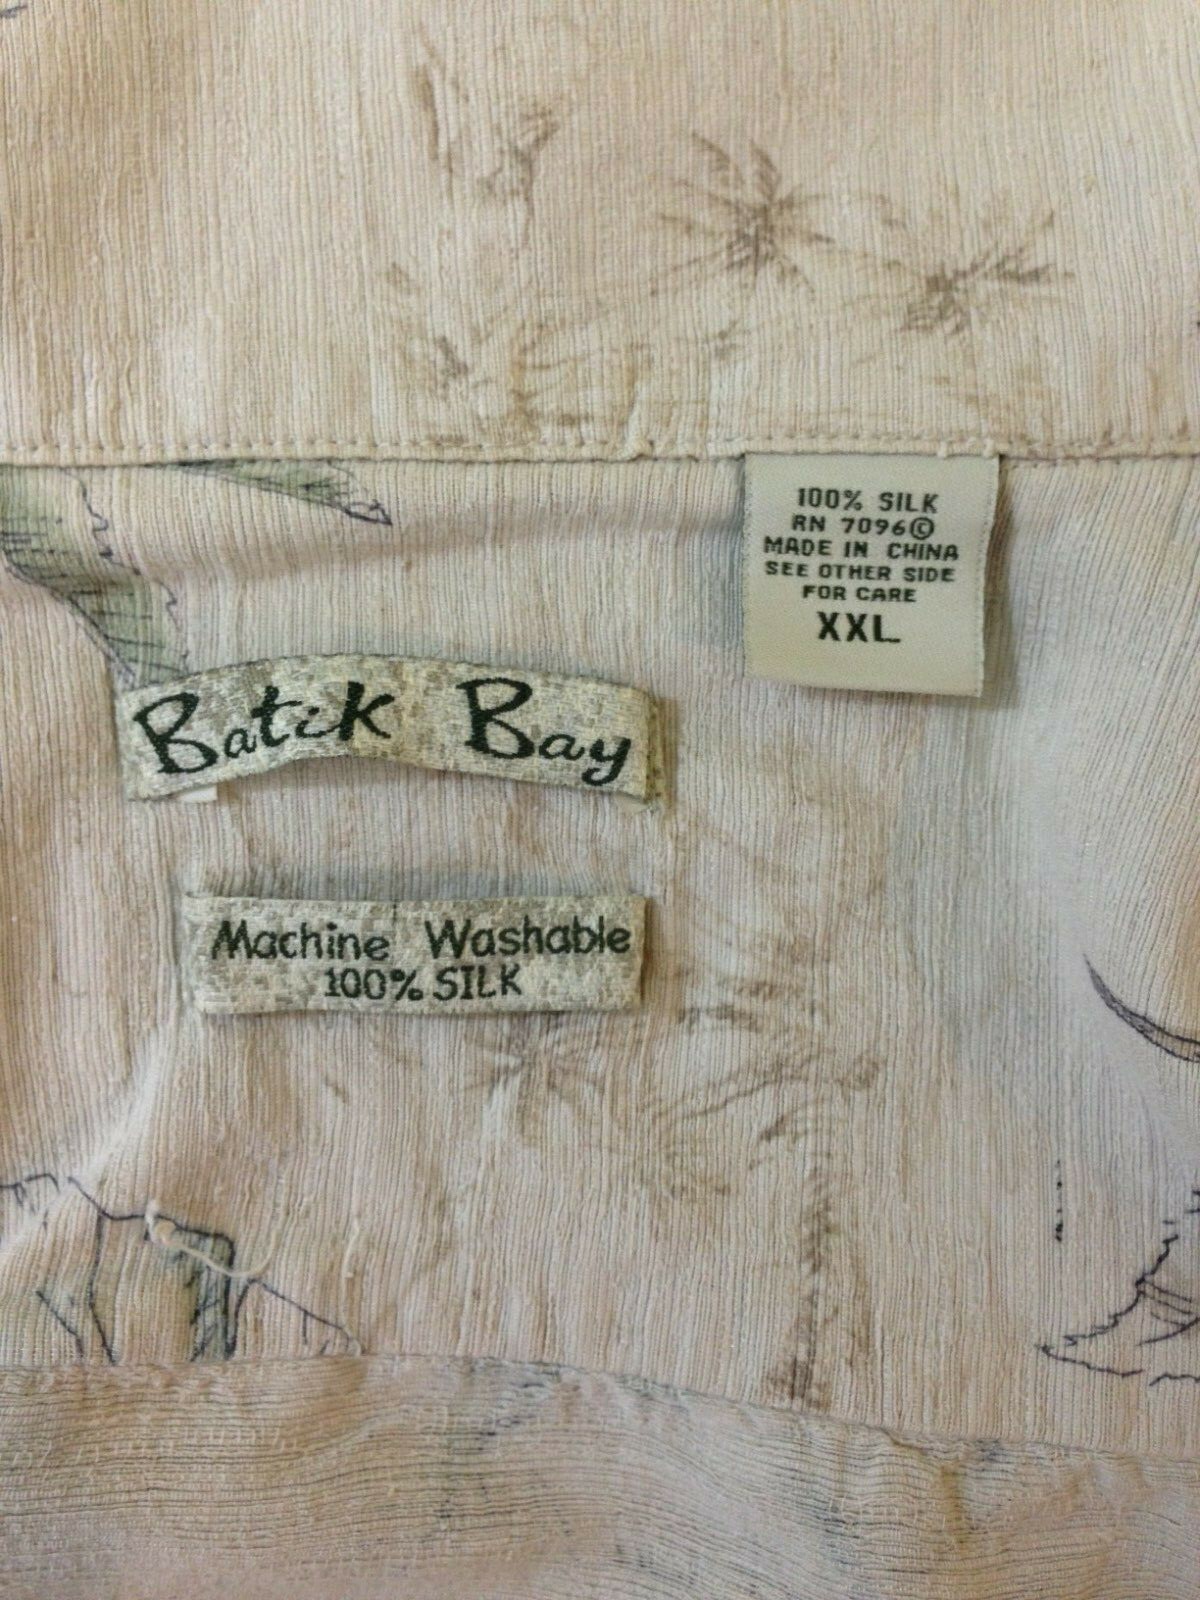 100% SILK
RN 7096©
MADE IN CHINA
SEE OTHER SIDE
FOR CARE
XXL
Batik Bay
Machine Washable
100% SILK